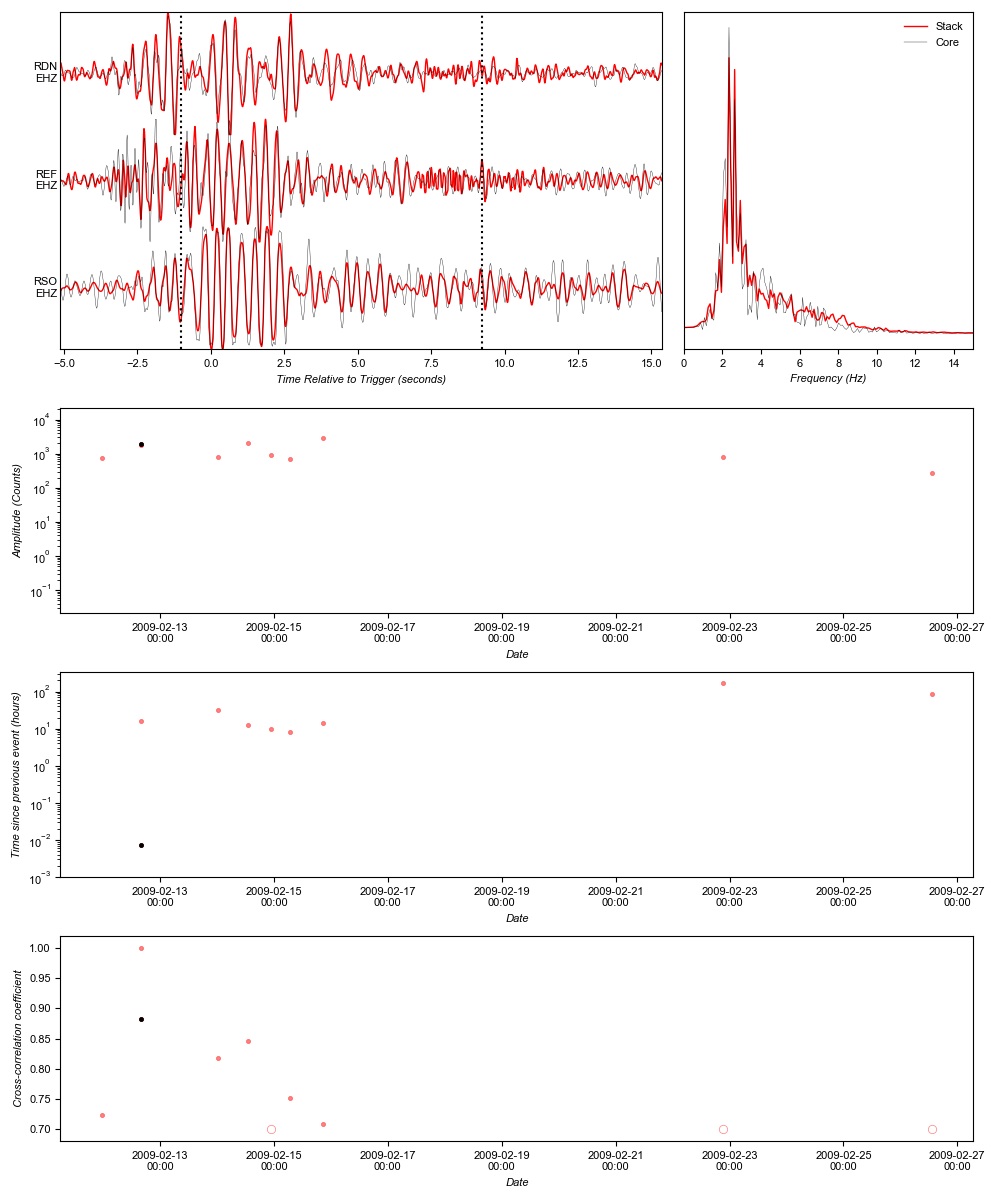 RDN
EHZ
REF
EHZ
RSO
EHZ
−5.0 −2.5 0.0 2.5 5.0 7.5 10.0 12.5 15.0
Time Relative to Trigger (seconds)
Stack
Core
0 2 4 6 8 10 12 14
Frequency (Hz)
Amplitude (Counts)
10⁴
10³
10²
10¹
10⁰
10⁻¹
2009-02-13 2009-02-15 2009-02-17 2009-02-19 2009-02-21 2009-02-23 2009-02-25 2009-02-27
00:00 00:00 00:00 00:00 00:00 00:00 00:00 00:00
Date
Time since previous event (hours)
10²
10¹
10⁰
10⁻¹
10⁻²
10⁻³
2009-02-13 2009-02-15 2009-02-17 2009-02-19 2009-02-21 2009-02-23 2009-02-25 2009-02-27
00:00 00:00 00:00 00:00 00:00 00:00 00:00 00:00
Date
Cross-correlation coefficient
1.00
0.95
0.90
0.85
0.80
0.75
0.70
2009-02-13 2009-02-15 2009-02-17 2009-02-19 2009-02-21 2009-02-23 2009-02-25 2009-02-27
00:00 00:00 00:00 00:00 00:00 00:00 00:00 00:00
Date